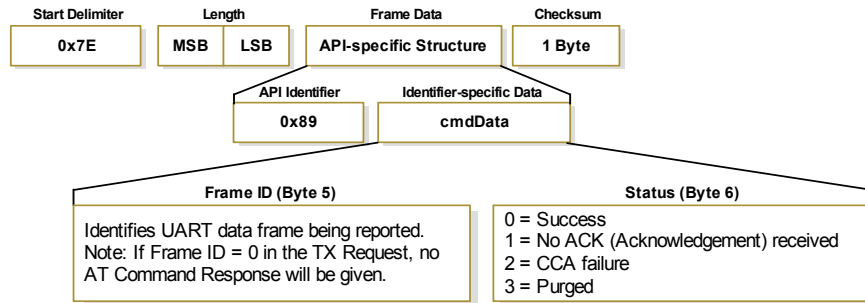 Start Delimiter Length Frame Data Checksum
0x7E MSB LSB API-specific Structure 1 Byte
API Identifier Identifier-specific Data
0x89 cmdData
Frame ID (Byte 5)
Identifies UART data frame being reported.
Note: If Frame ID = 0 in the TX Request, no
AT Command Response will be given.
Status (Byte 6)
0 = Success
1 = No ACK (Acknowledgement) received
2 = CCA failure
3 = Purged